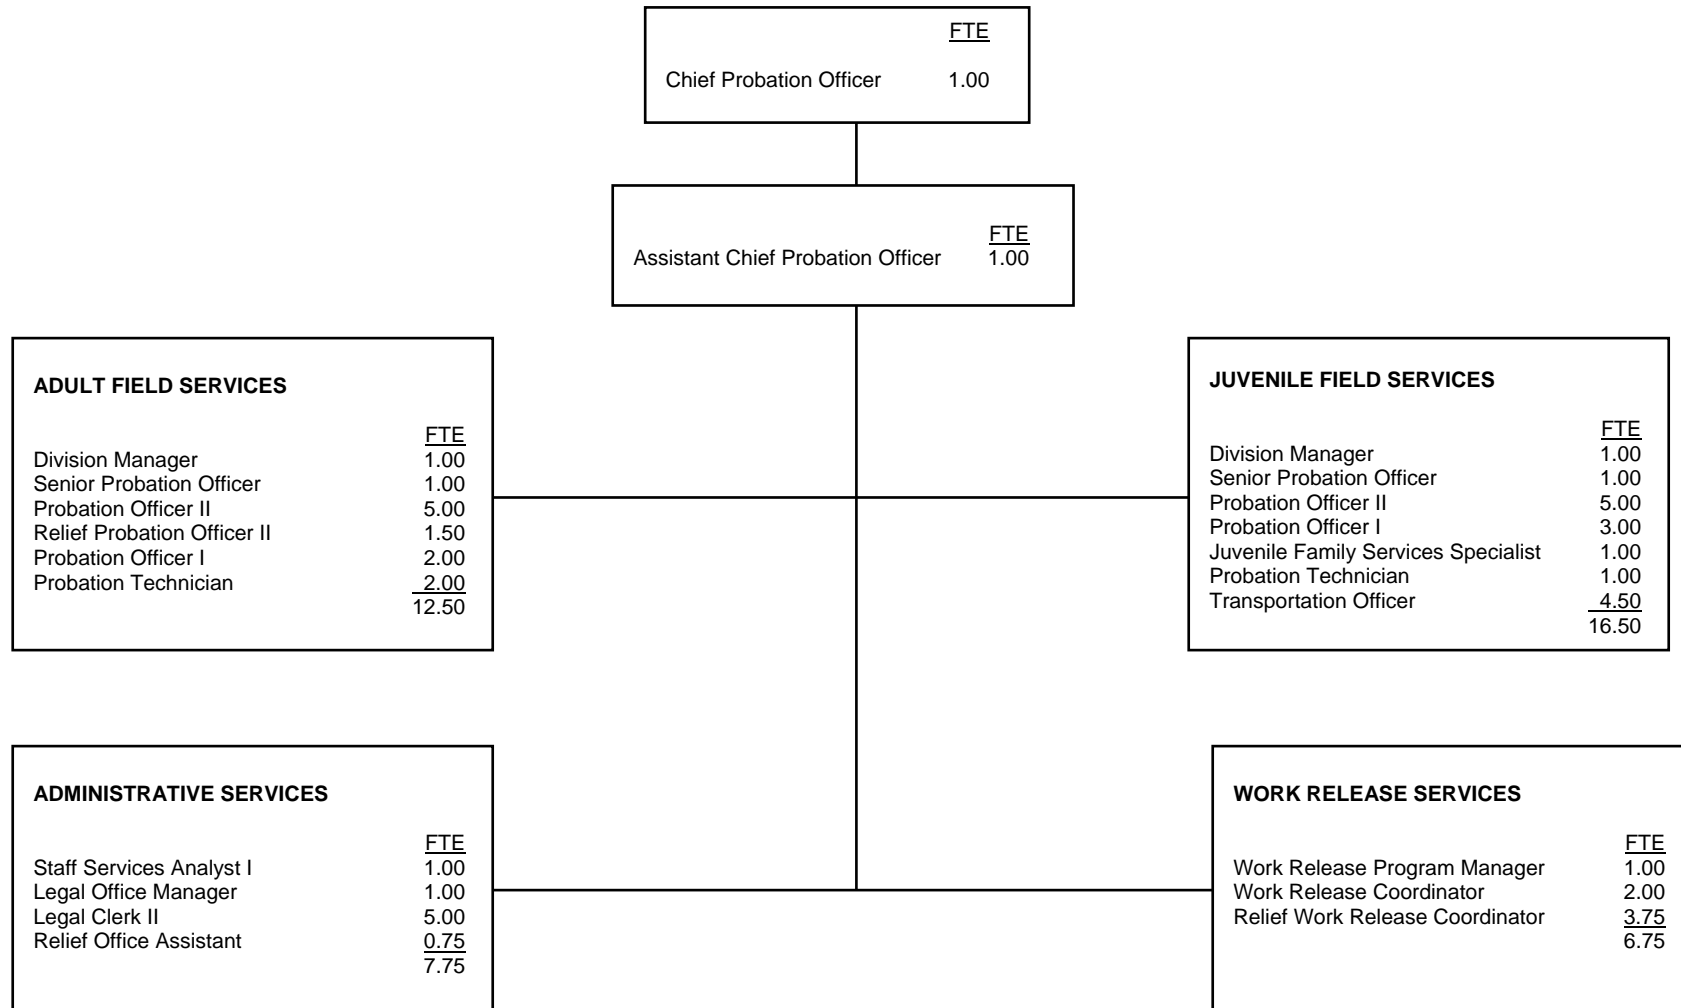 FTE
Chief Probation Officer 1.00
FTE
Assistant Chief Probation Officer 1.00
ADULT FIELD SERVICES
FTE
Division Manager 1.00
Senior Probation Officer 1.00
Probation Officer II 5.00
Relief Probation Officer II 1.50
Probation Officer I 2.00
Probation Technician 2.00
12.50
JUVENILE FIELD SERVICES
FTE
Division Manager 1.00
Senior Probation Officer 1.00
Probation Officer II 5.00
Probation Officer I 3.00
Juvenile Family Services Specialist 1.00
Probation Technician 1.00
Transportation Officer 4.50
16.50
ADMINISTRATIVE SERVICES
FTE
Staff Services Analyst I 1.00
Legal Office Manager 1.00
Legal Clerk II 5.00
Relief Office Assistant 0.75
7.75
WORK RELEASE SERVICES
FTE
Work Release Program Manager 1.00
Work Release Coordinator 2.00
Relief Work Release Coordinator 3.75
6.75